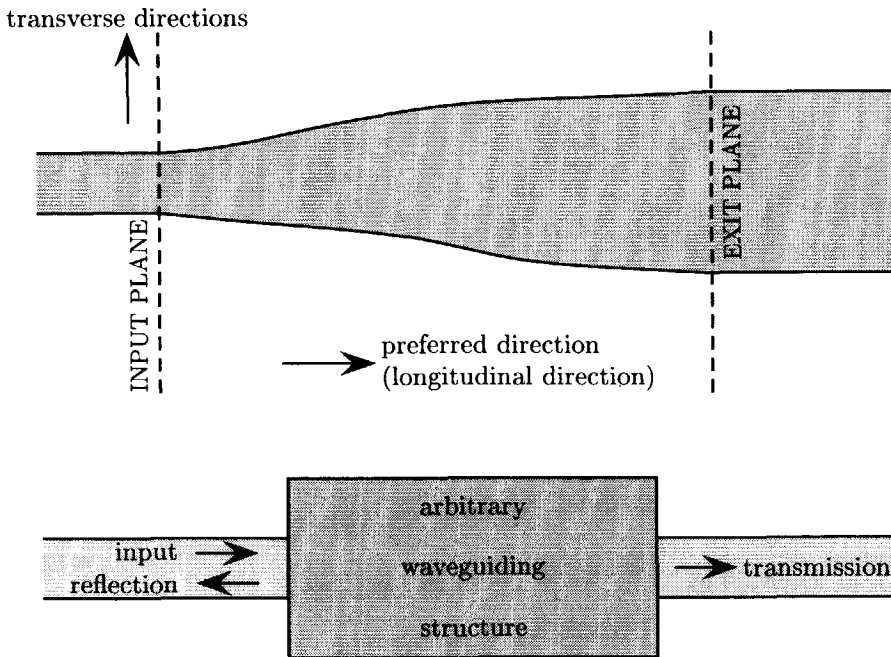 transverse directions
INPUT PLANE
EXIT PLANE
preferred direction
(longitudinal direction)
arbitrary
input
waveguiding
transmission
reflection
structure